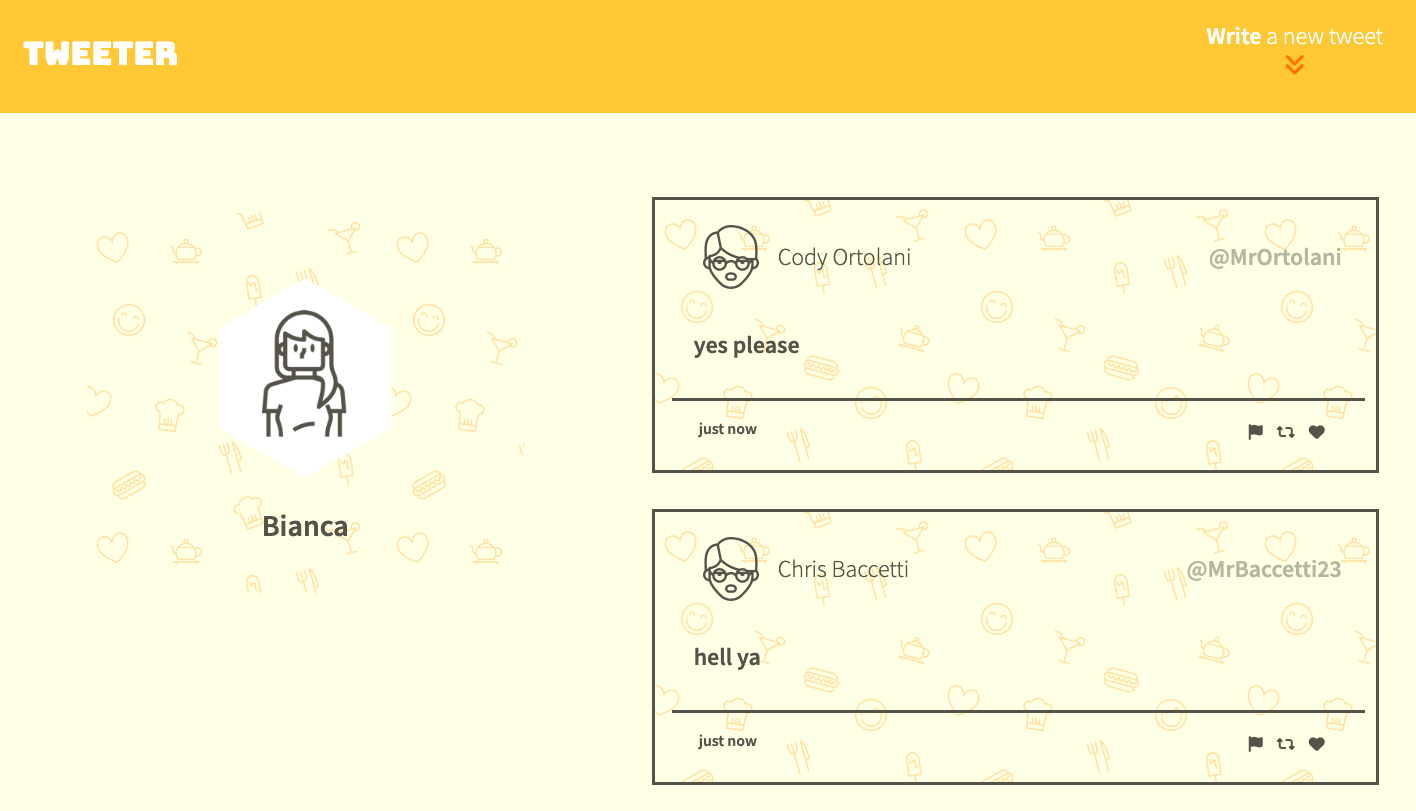 TWEETER
Write a new tweet
Bianca
Cody Ortolani
@MrOrtolani
yes please
just now
Chris Baccetti
@MrBaccetti23
hell ya
just now